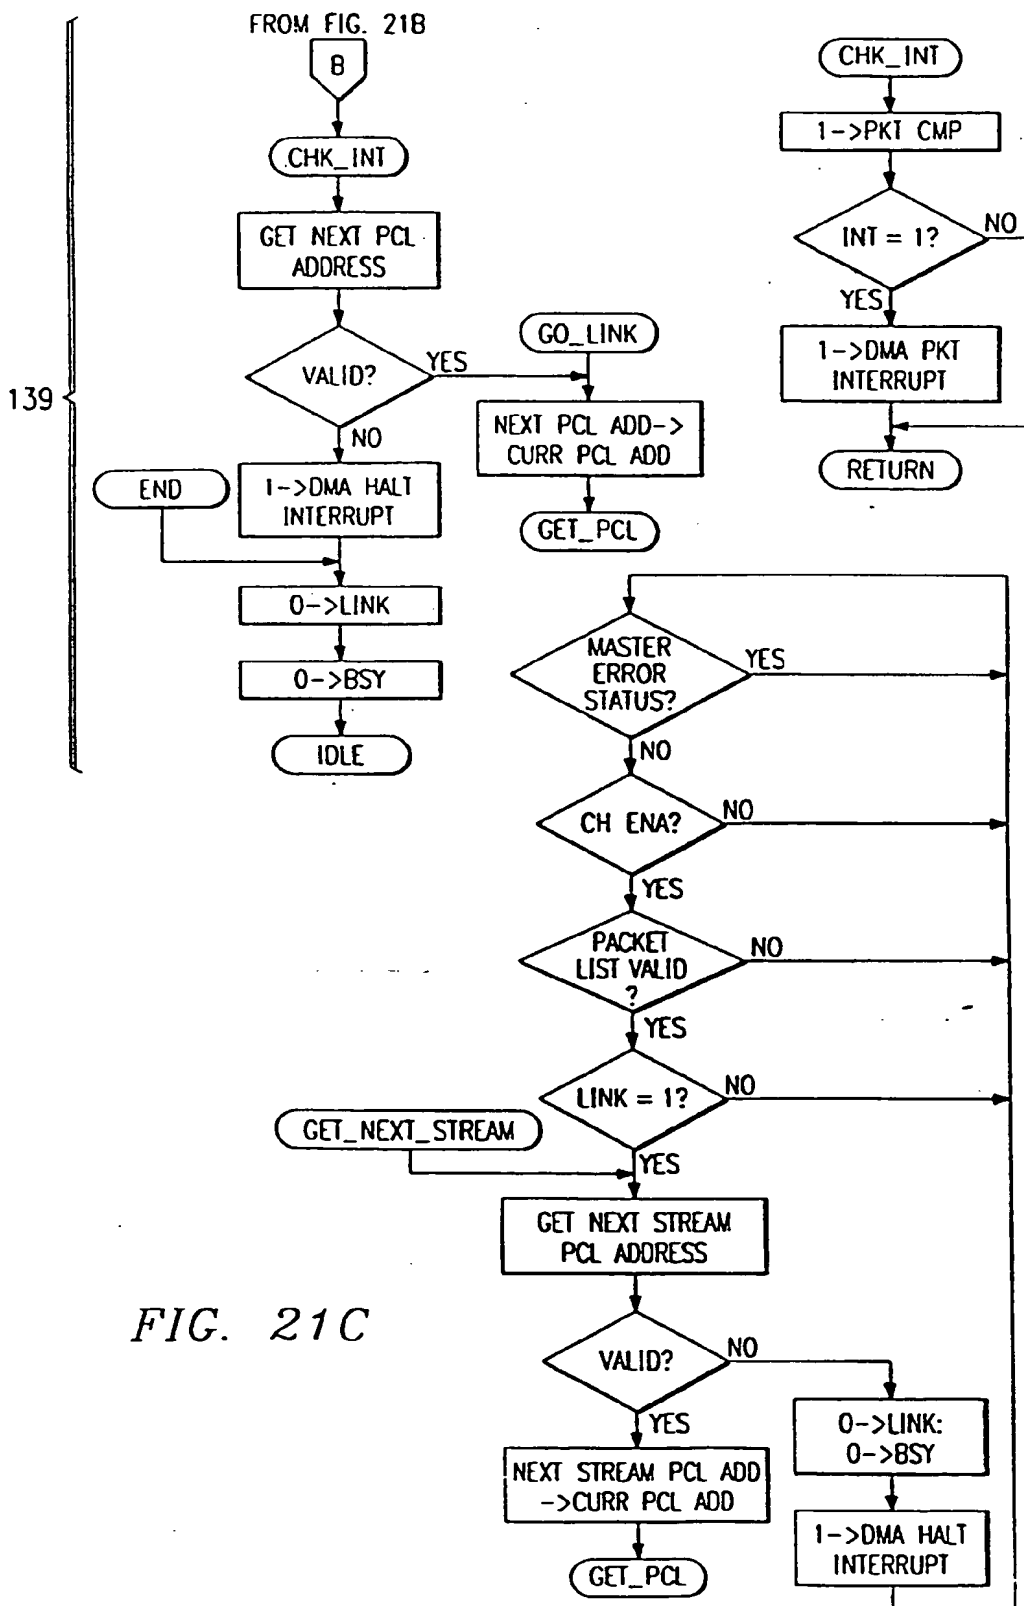 FROM FIG. 21B
B
CHK_INT
GET NEXT PCL
ADDRESS
VALID?
YES
NO
GO_LINK
NEXT PCL ADD->
CURR PCL ADD
GET_PCL
139
END
1->DMA HALT
INTERRUPT
0->LINK
0->BSY
IDLE
CHK_INT
1->PKT CMP
INT = 1?
NO
YES
1->DMA PKT
INTERRUPT
RETURN
MASTER
ERROR
STATUS?
YES
NO
CH ENA?
NO
YES
PACKET
LIST VALID
?
NO
YES
LINK = 1?
NO
GET_NEXT_STREAM
YES
GET NEXT STREAM
PCL ADDRESS
VALID?
NO
YES
NEXT STREAM PCL ADD
->CURR PCL ADD
GET_PCL
0->LINK:
0->BSY
1->DMA HALT
INTERRUPT
FIG. 21C